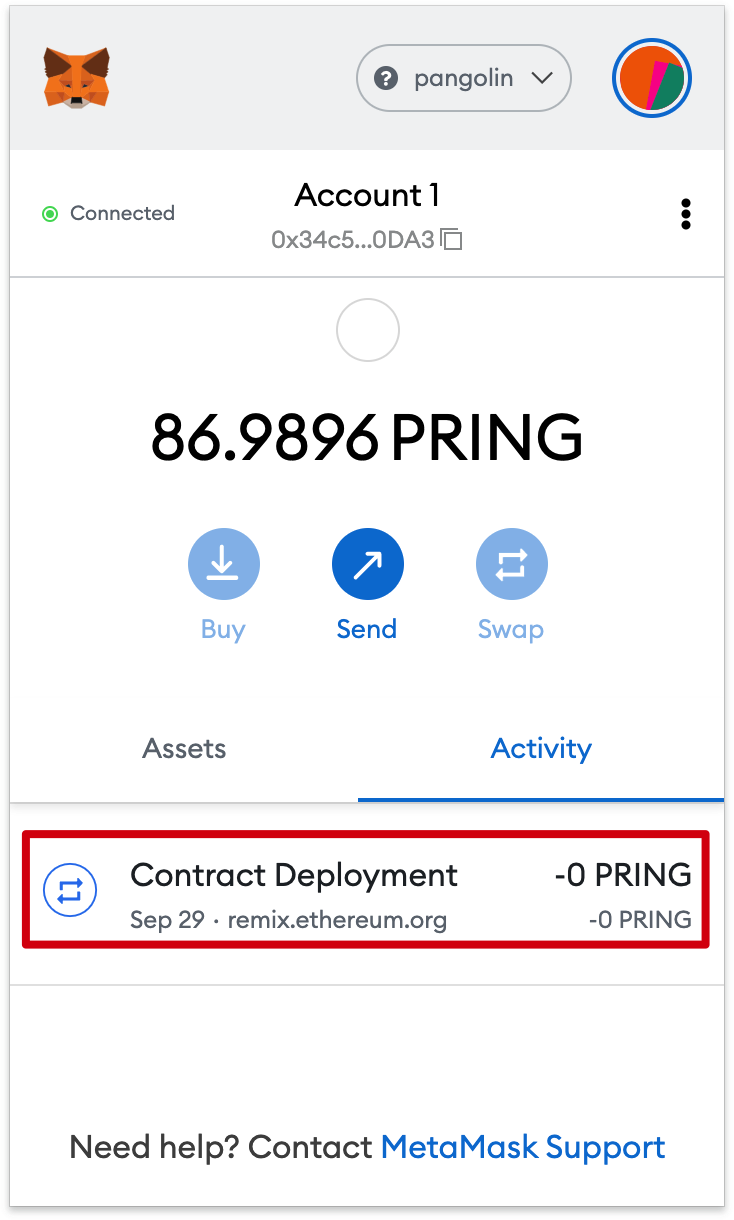 ? pangolin
Connected
Account 1
0x34c5...0DA3
86.9896 PRING
Buy Send Swap
Assets Activity
Contract Deployment -0 PRING
Sep 29 · remix.ethereum.org -0 PRING
Need help? Contact MetaMask Support